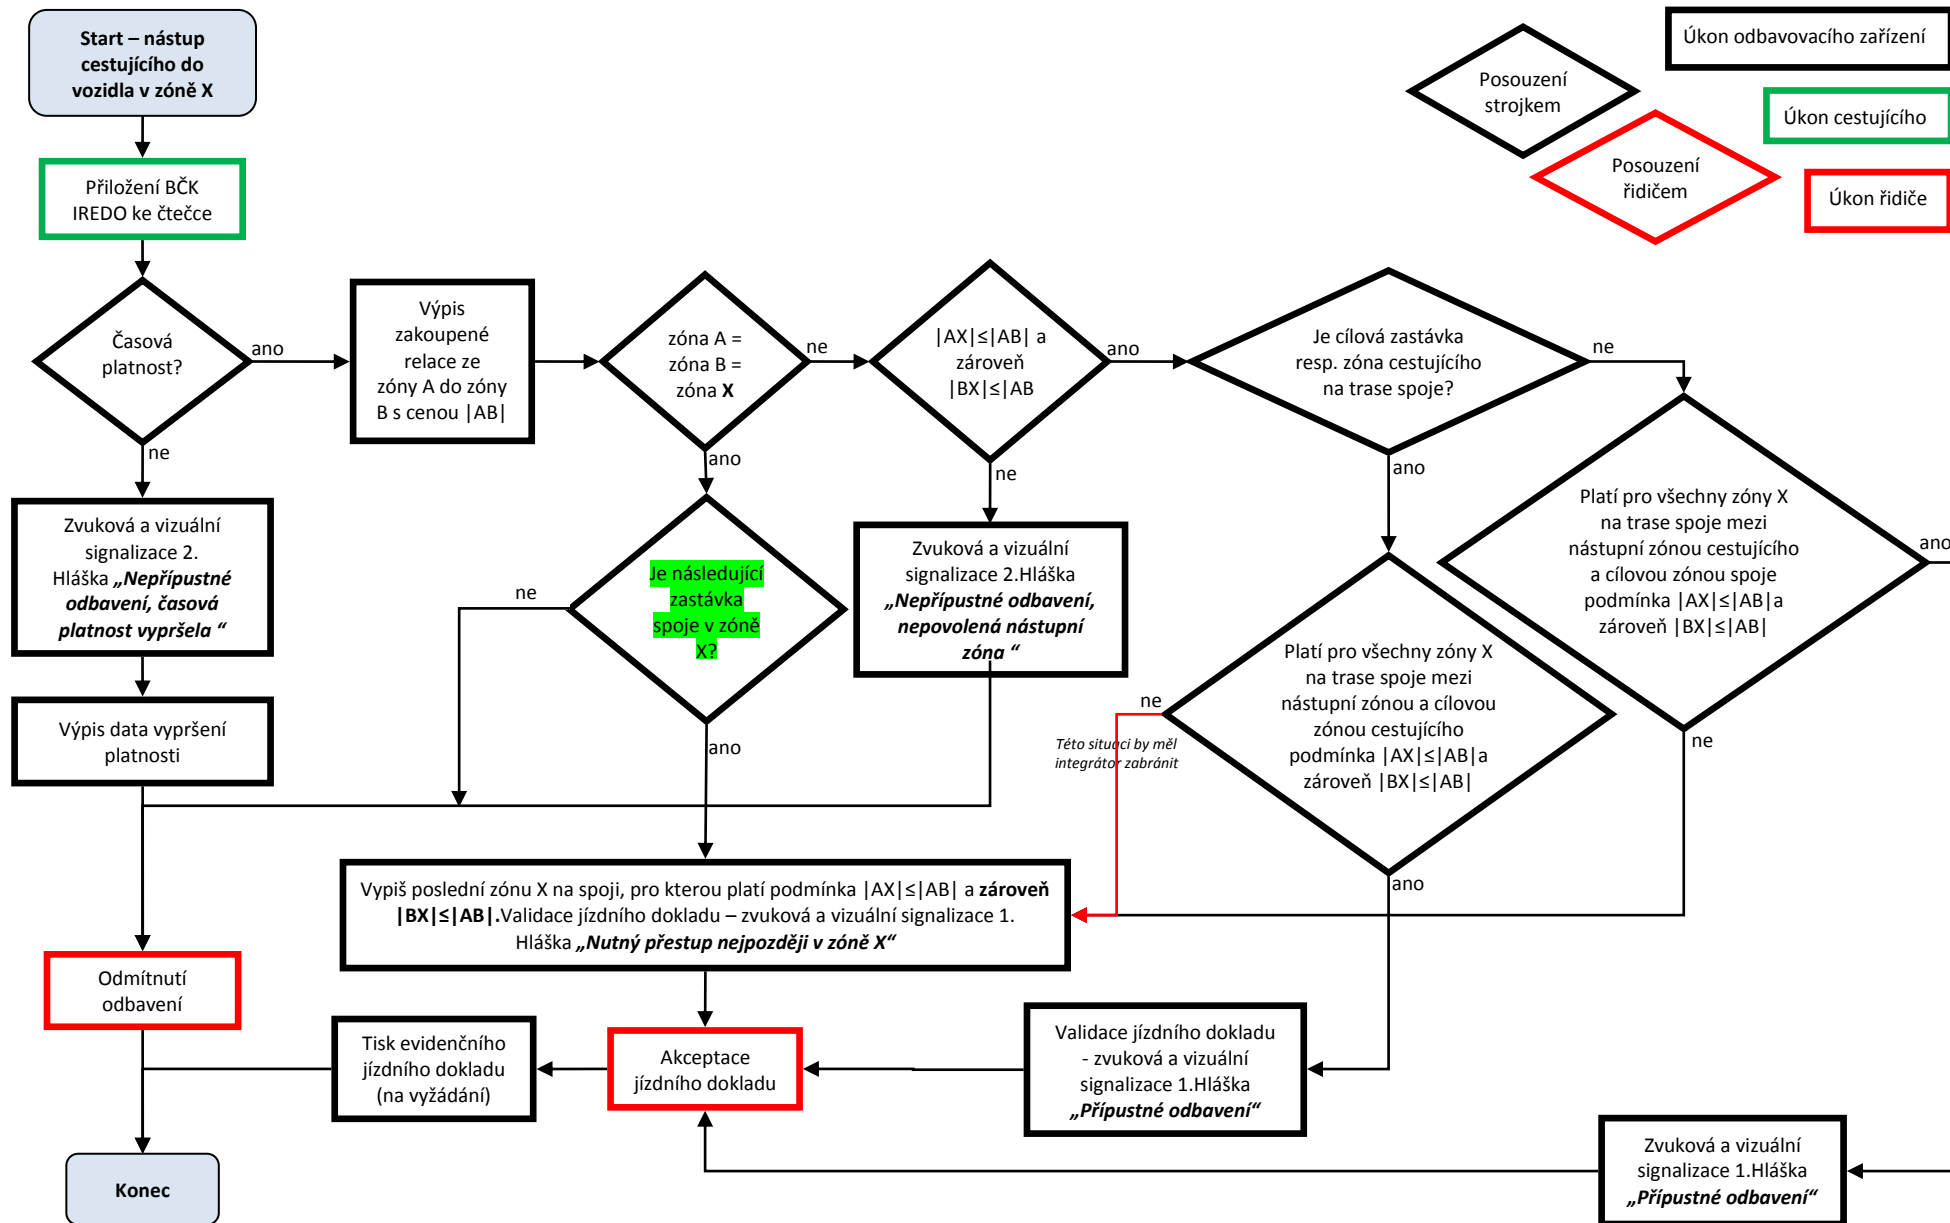 Start – nástup
cestujícího do
vozidla v zóně X
Úkon odbavovacího zařízení
Posouzení
strojkem
Úkon cestujícího
Posouzení
řidičem
Úkon řidiče
Přiložení BČK
IREDO ke čtečce
Časová
platnost?
ano
ne
Výpis
zakoupené
relace ze
zóny A do zóny
B s cenou |AB|
zóna A =
zóna B =
zóna X
ne
ano
|AX|≤|AB| a
zároveň
|BX|≤|AB
ano
ne
Je cílová zastávka
resp. zóna cestujícího
na trase spoje?
ne
ano
Platí pro všechny zóny X
na trase spoje mezi
nástupní zónou cestujícího
a cílovou zónou spoje
podmínka |AX|≤|AB|a
zároveň |BX|≤|AB|
ano
ne
Zvuková a vizuální
signalizace 2.
Hláška „Nepřípustné
odbavení, časová
platnost vypršela “
Výpis data vypršení
platnosti
ne
Je následující
zastávka
spoje v zóně
X?
ano
Zvuková a vizuální
signalizace 2.Hláška
„Nepřípustné odbavení,
nepovolená nástupní
zóna “
Platí pro všechny zóny X
na trase spoje mezi
nástupní zónou a cílovou
zónou cestujícího
podmínka |AX|≤|AB|a
zároveň |BX|≤|AB|
ne
Této situaci by měl
integrátor zabránit
ano
Vypiš poslední zónu X na spoji, pro kterou platí podmínka |AX|≤|AB| a zároveň
|BX|≤|AB|.Validace jízdního dokladu – zvuková a vizuální signalizace 1.
Hláška „Nutný přestup nejpozději v zóně X“
Odmítnutí
odbavení
Tisk evidenčního
jízdního dokladu
(na vyžádání)
Akceptace
jízdního dokladu
Validace jízdního dokladu
- zvuková a vizuální
signalizace 1.Hláška
„Přípustné odbavení“
Zvuková a vizuální
signalizace 1.Hláška
„Přípustné odbavení“
Konec